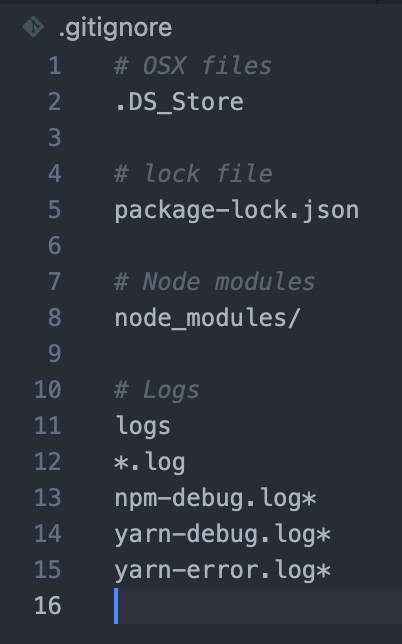 .gitignore
1 # OSX files
2 .DS_Store
3
4 # lock file
5 package-lock.json
6
7 # Node modules
8 node_modules/
9
10 # Logs
11 logs
12 *.log
13 npm-debug.log*
14 yarn-debug.log*
15 yarn-error.log*
16